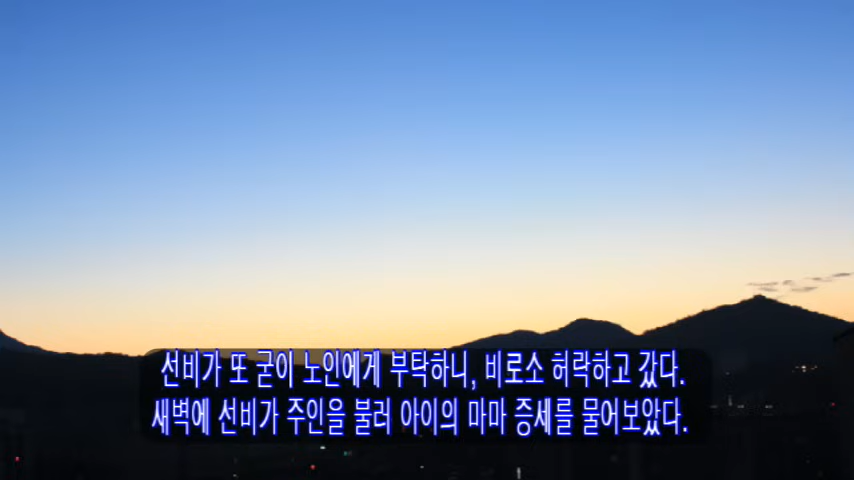 선비가 또 굳이 노인에게 부탁하니, 비로소 허락하고 갔다.
새벽에 선비가 주인을 불러 아이의 마마 증세를 물어보았다.